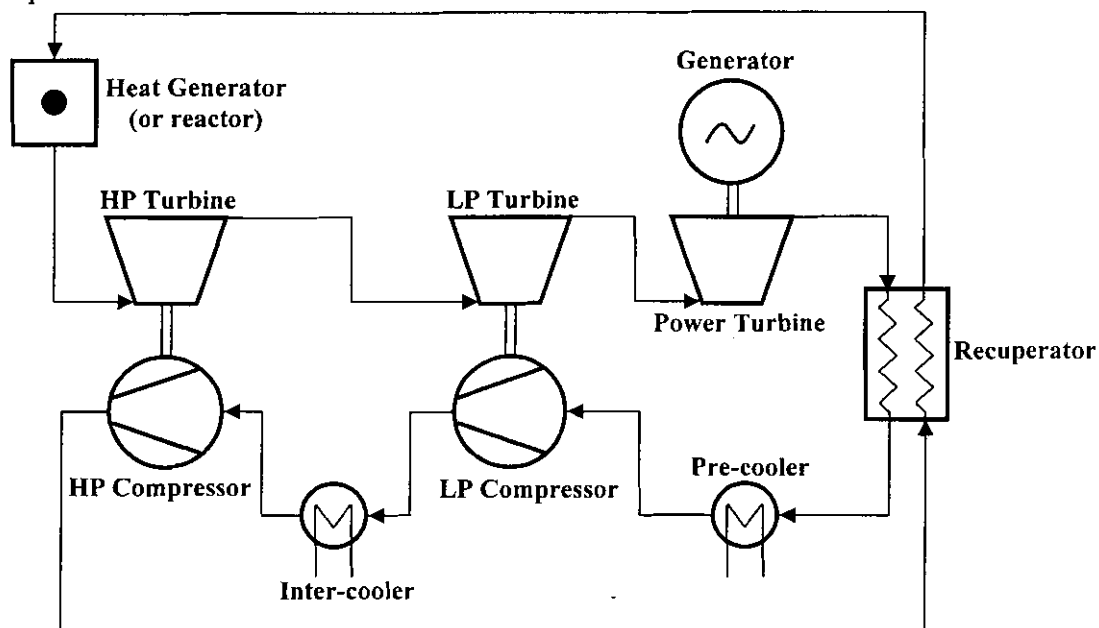 Generator
Heat Generator
(or reactor)
HP Turbine
LP Turbine
Power Turbine
Recuperator
Pre-cooler
HP Compressor
LP Compressor
Inter-cooler